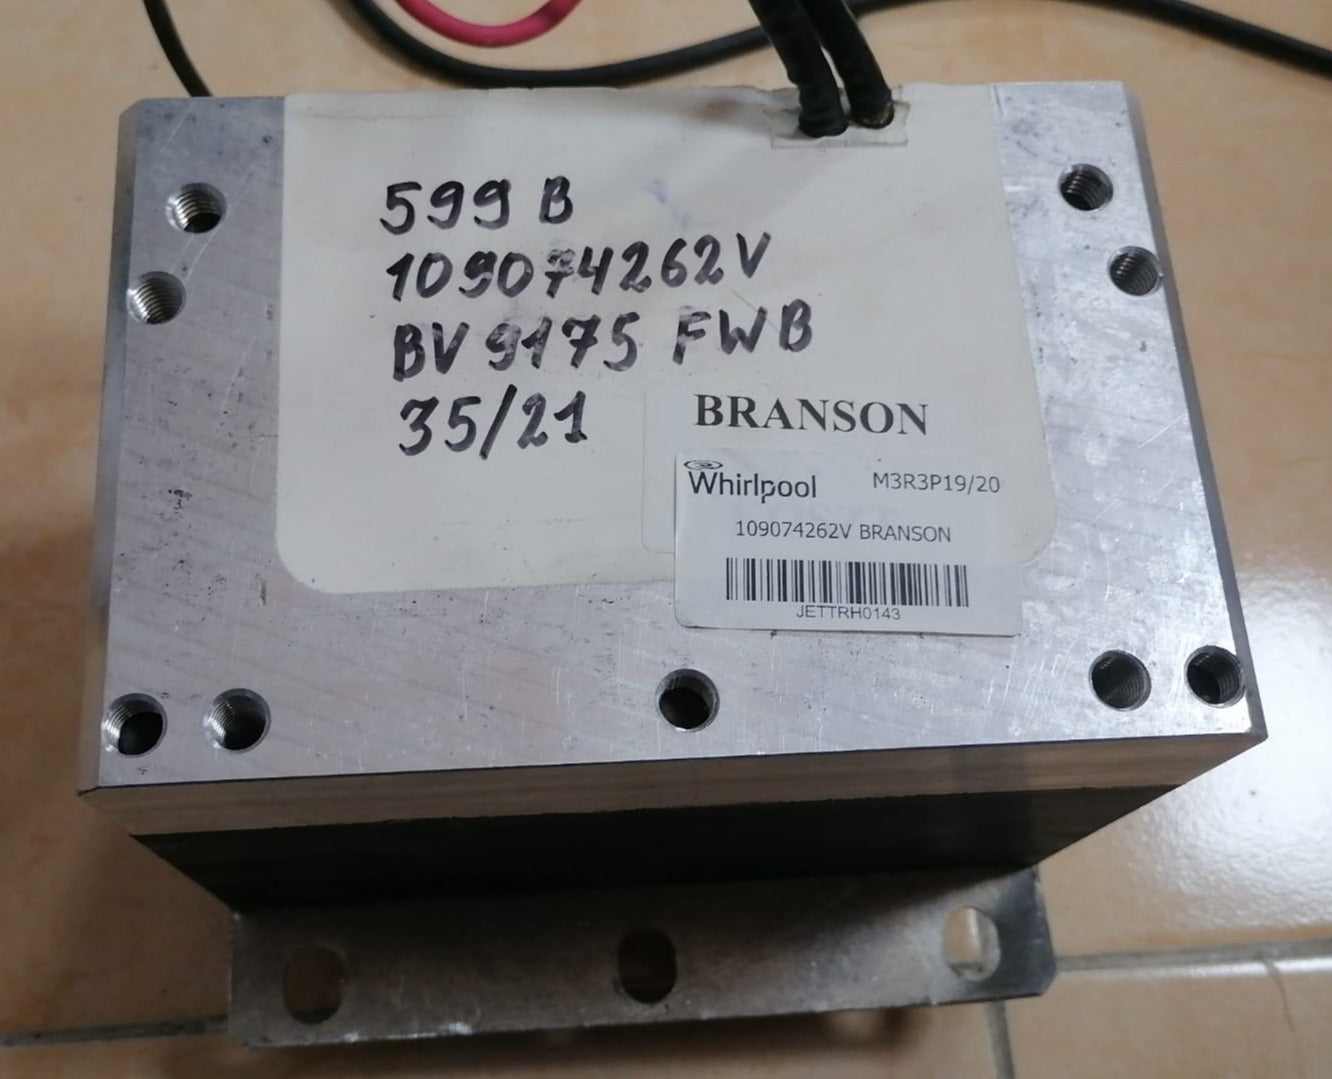 599 B
109074262V
BV 9175 FWB
35/21
BRANSON
Whirlpool M3R3P19/20
109074262V BRANSON
JETTRH0143